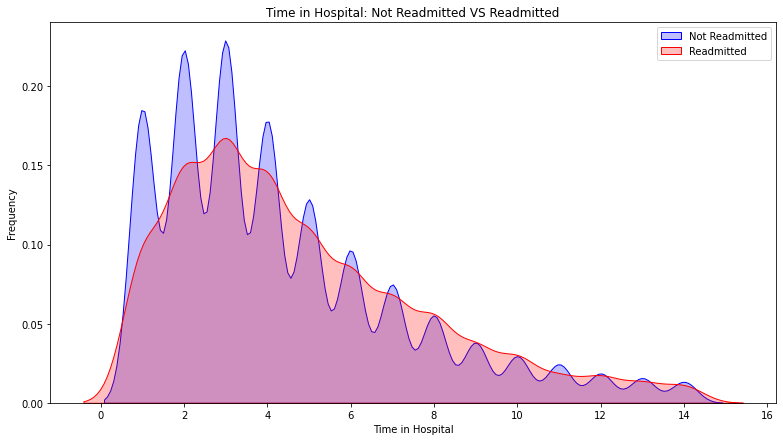 Time in Hospital: Not Readmitted VS Readmitted
Not Readmitted
Readmitted
Frequency
0.20
0.15
0.10
0.05
0.00
0 2 4 6 8 10 12 14 16
Time in Hospital